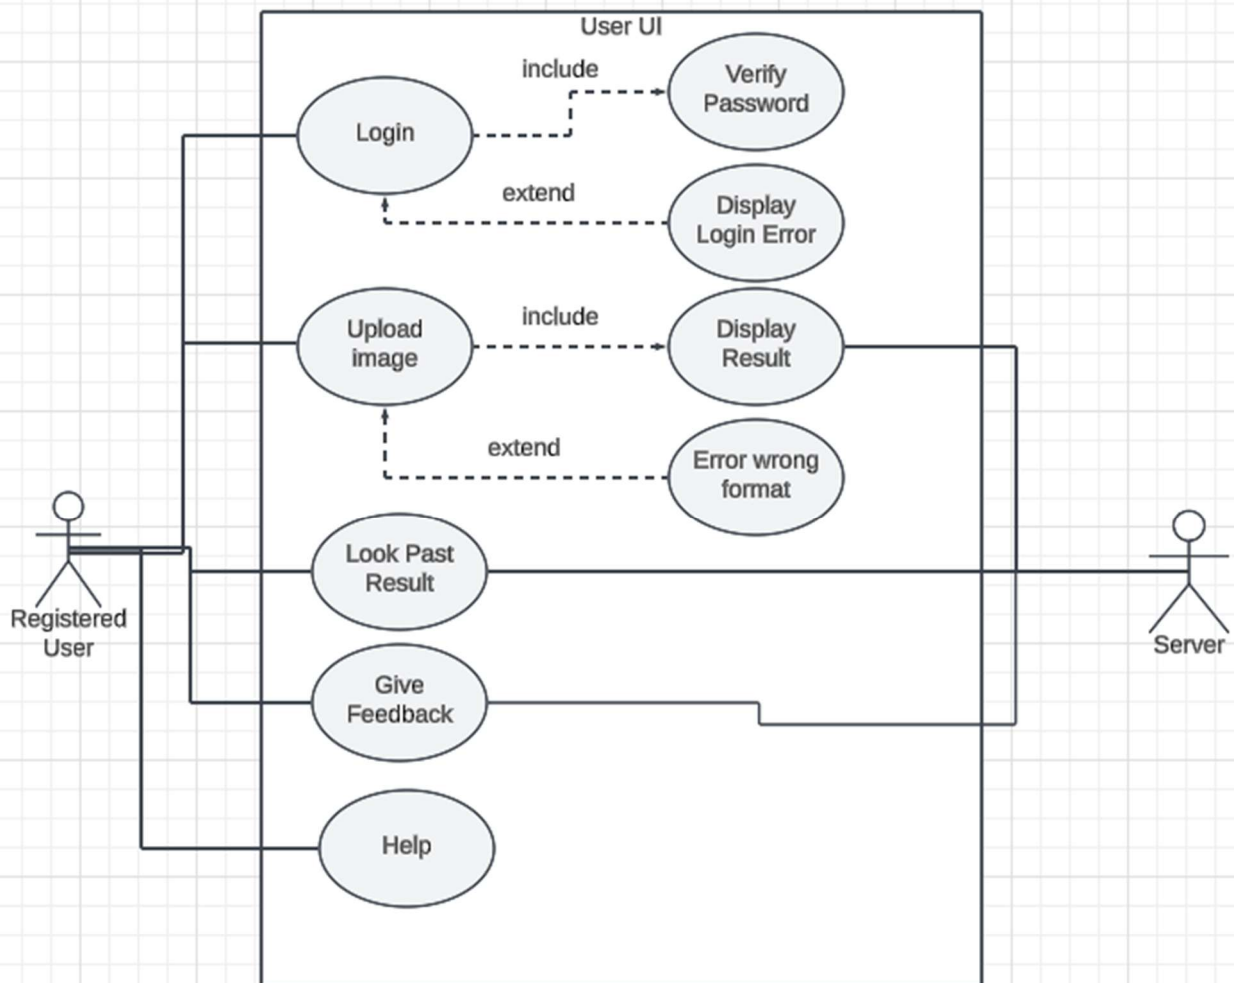 User UI
include
Verify
Password
Login
extend
Display
Login Error
Upload
image
include
Display
Result
extend
Error wrong
format
Look Past
Result
Registered
User
Server
Give
Feedback
Help